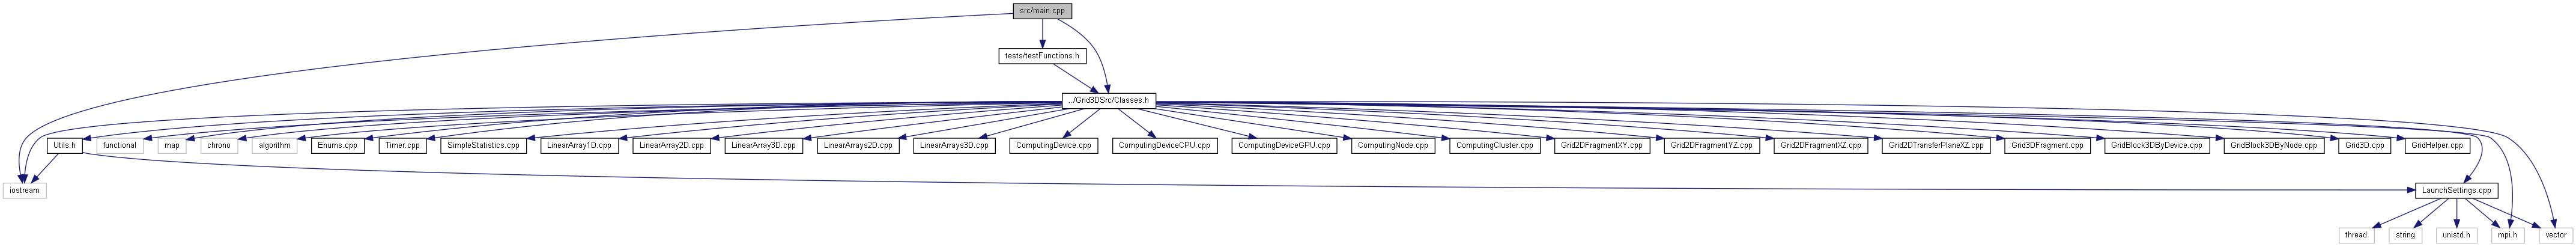 src/main.cpp
tests/testFunctions.h
../Grid3DSrc/Classes.h
Utils.h
functional
map
chrono
algorithm
Enums.cpp
Timer.cpp
SimpleStatistics.cpp
LinearArray1D.cpp
LinearArray2D.cpp
LinearArray3D.cpp
LinearArrays2D.cpp
LinearArrays3D.cpp
ComputingDevice.cpp
ComputingDeviceCPU.cpp
ComputingDeviceGPU.cpp
ComputingNode.cpp
ComputingCluster.cpp
Grid2DFragmentXY.cpp
Grid2DFragmentYZ.cpp
Grid2DFragmentXZ.cpp
Grid2DTransferPlaneXZ.cpp
Grid3DFragment.cpp
GridBlock3DByDevice.cpp
GridBlock3DByNode.cpp
Grid3D.cpp
GridHelper.cpp
iostream
LaunchSettings.cpp
thread
string
unistd.h
mpi.h
vector